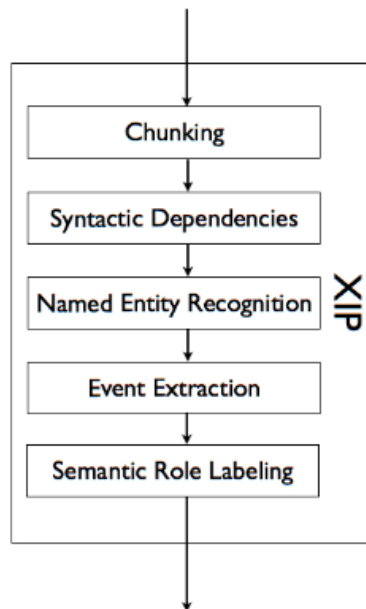 Chunking
Syntactic Dependencies
Named Entity Recognition
XIP
Event Extraction
Semantic Role Labeling